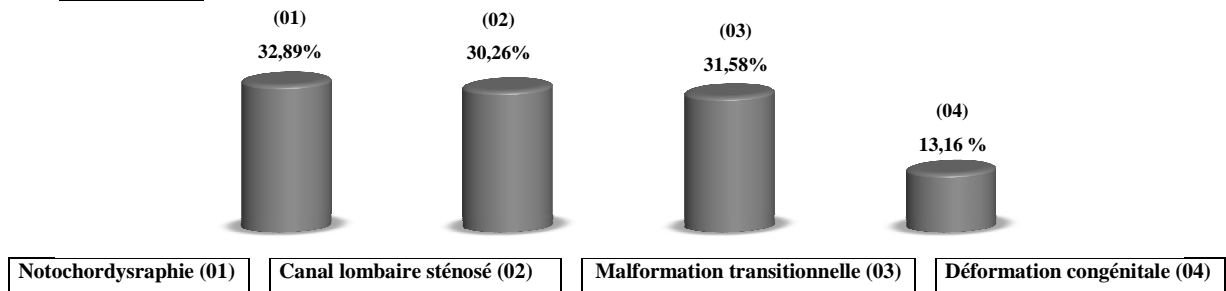 (01)
32,89%
(02)
30,26%
(03)
31,58%
(04)
13,16 %
Notochordysraphie (01)
Canal lombaire sténosé (02)
Malformation transitionnelle (03)
Déformation congénitale (04)